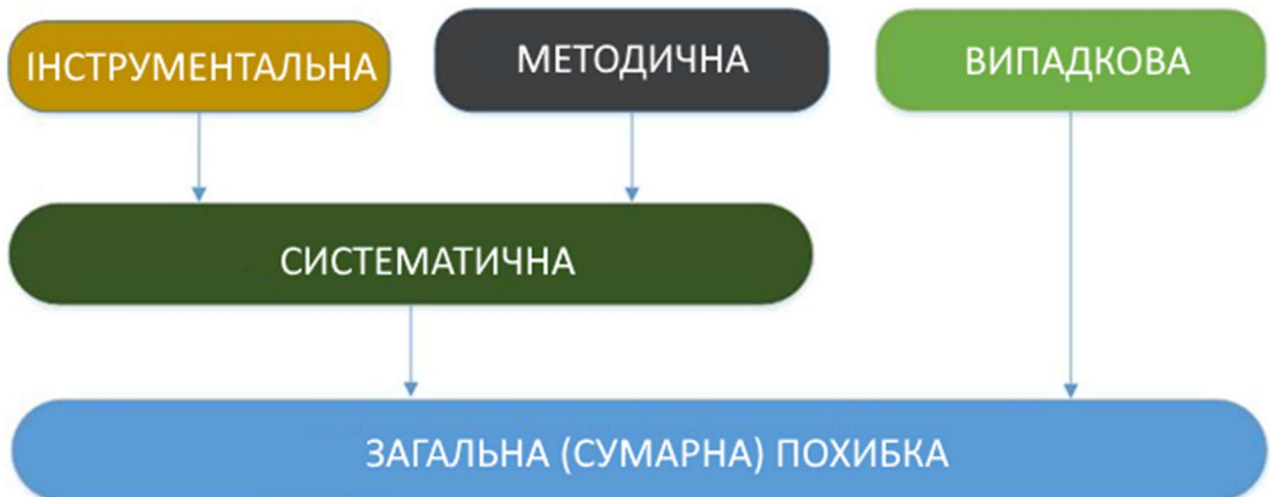 ІНСТРУМЕНТАЛЬНА
МЕТОДИЧНА
ВИПАДКОВА
СИСТЕМАТИЧНА
ЗАГАЛЬНА (СУМАРНА) ПОХИБКА